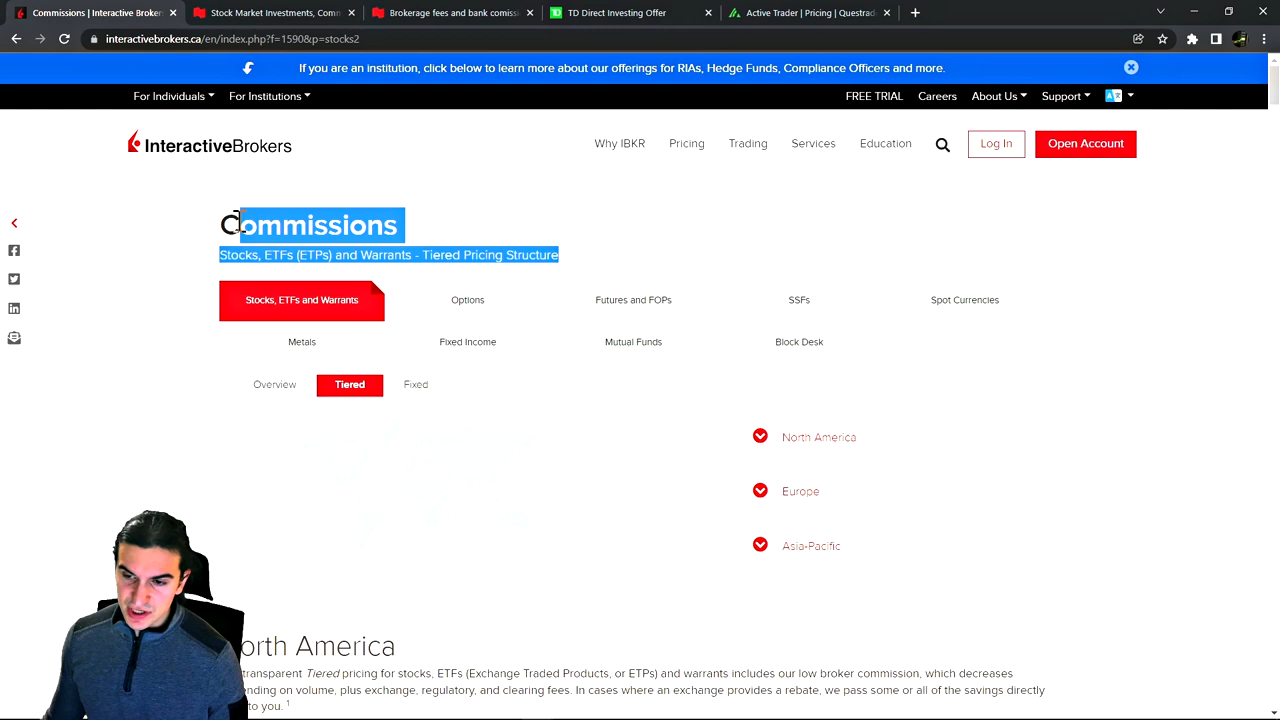 Commissions | Interactive Brokers
Stock Market Investments, Comm
Brokerage fees and bank comiss
TD Direct Investing Offer
Active Trader | Pricing | Questrad
interactivebrokers.ca/en/index.php?f=1590&p=stocks2
If you are an institution, click below to learn more about our offerings for RIAs, Hedge Funds, Compliance Officers and more.
For Individuals For Institutions FREE TRIAL Careers About Us Support
InteractiveBrokers Why IBKR Pricing Trading Services Education Log In Open Account
Commissions
Stocks, ETFs (ETPs) and Warrants - Tiered Pricing Structure
Stocks, ETFs and Warrants Options Futures and FOPs SSFs Spot Currencies
Metals Fixed Income Mutual Funds Block Desk
Overview Tiered Fixed
North America
Europe
Asia-Pacific
orth America
transparent Tiered pricing for stocks, ETFs (Exchange Traded Products, or ETPs) and warrants includes our low broker commission, which decreases
ending on volume, plus exchange, regulatory, and clearing fees. In cases where an exchange provides a rebate, we pass some or all of the savings directly
to you. 1